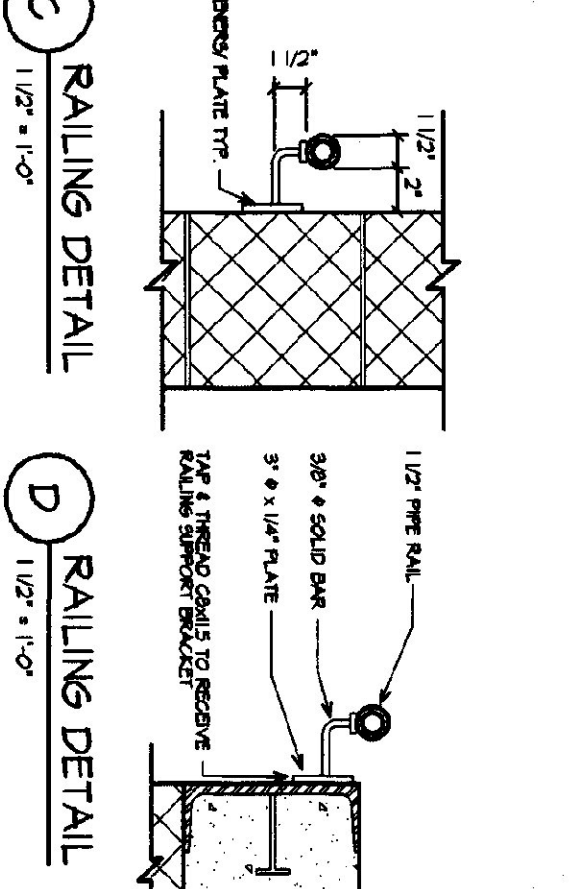 1 1/2"
1 1/2"
2"
PLATE TYP.
C
RAILING DETAIL
1 1/2" = 1'-0"
1 1/2" PIPE RAIL
3/8" ϕ SOLID BAR
3" ϕ x 1/4" PLATE
TAP & THREAD C8x11.5 TO RECEIVE
RAILING SUPPORT BRACKET
D
RAILING DETAIL
1 1/2" = 1'-0"